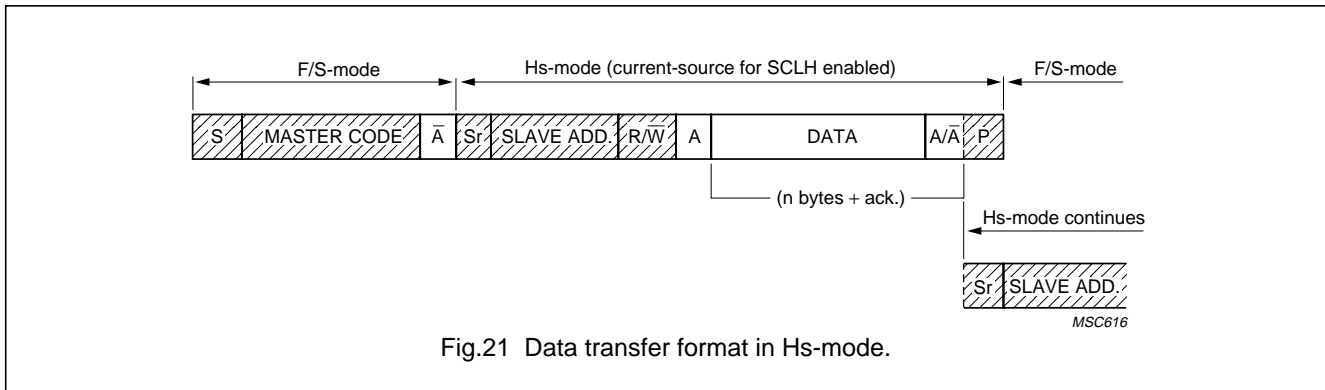 F/S-mode Hs-mode (current-source for SCLH enabled) F/S-mode
S MASTER CODE A̅ Sr SLAVE ADD. R/W̅ A DATA A/A̅ P
(n bytes + ack.)
Hs-mode continues
Sr SLAVE ADD.
MSC616
Fig.21 Data transfer format in Hs-mode.